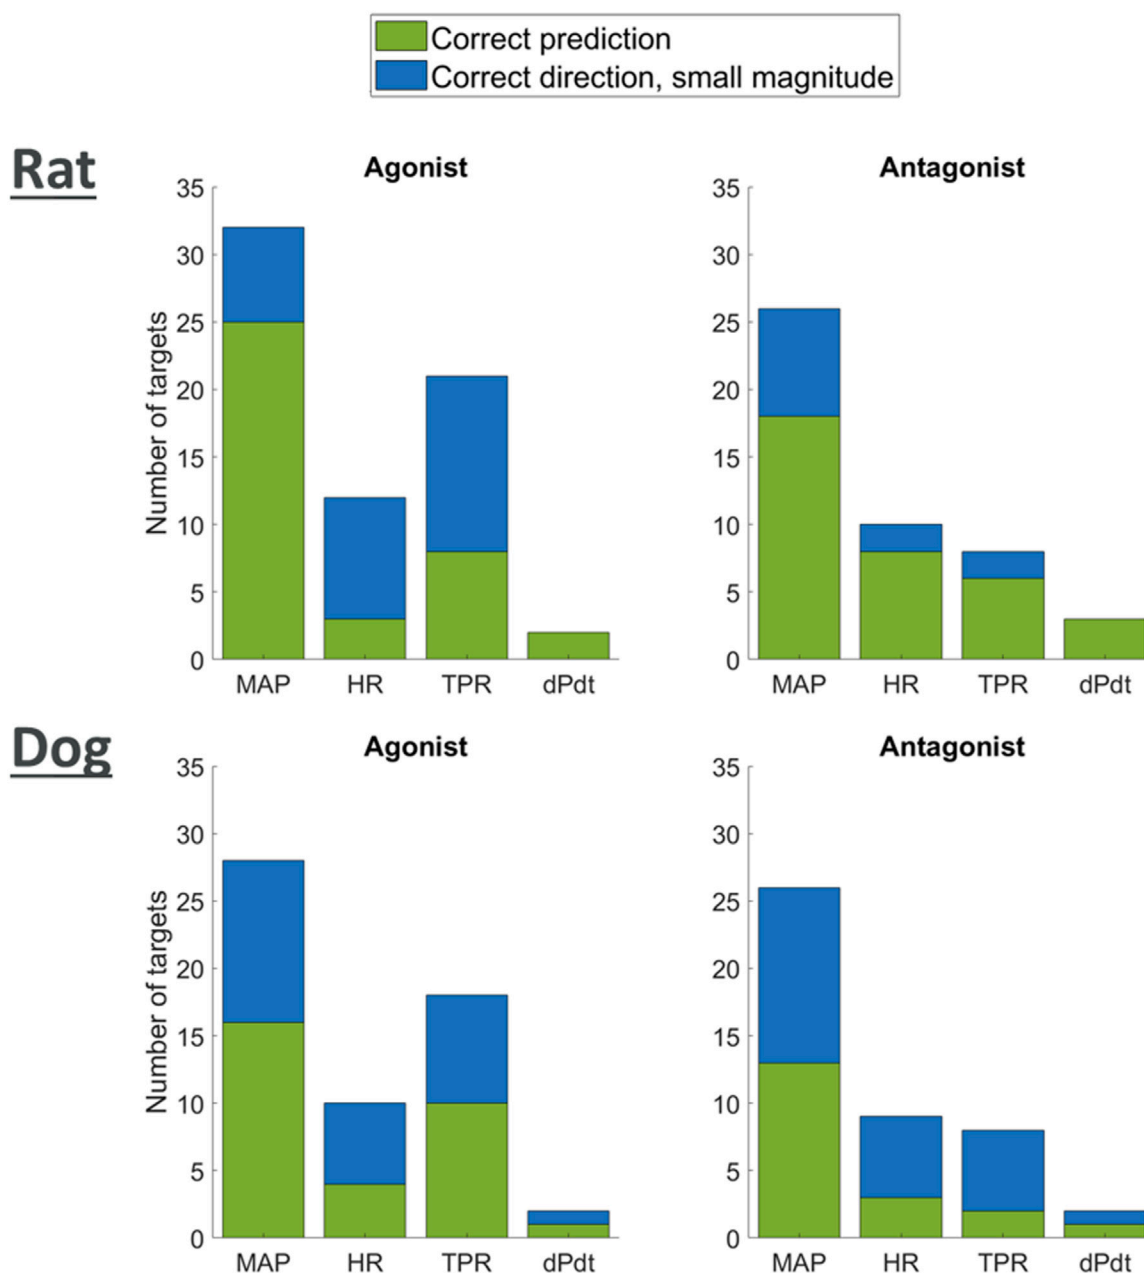 Correct prediction
Correct direction, small magnitude
Rat
Agonist
Number of targets
35
30
25
20
15
10
5
0
MAP HR TPR dPdt
Antagonist
35
30
25
20
15
10
5
0
MAP HR TPR dPdt
Dog
Agonist
Number of targets
35
30
25
20
15
10
5
0
MAP HR TPR dPdt
Antagonist
35
30
25
20
15
10
5
0
MAP HR TPR dPdt